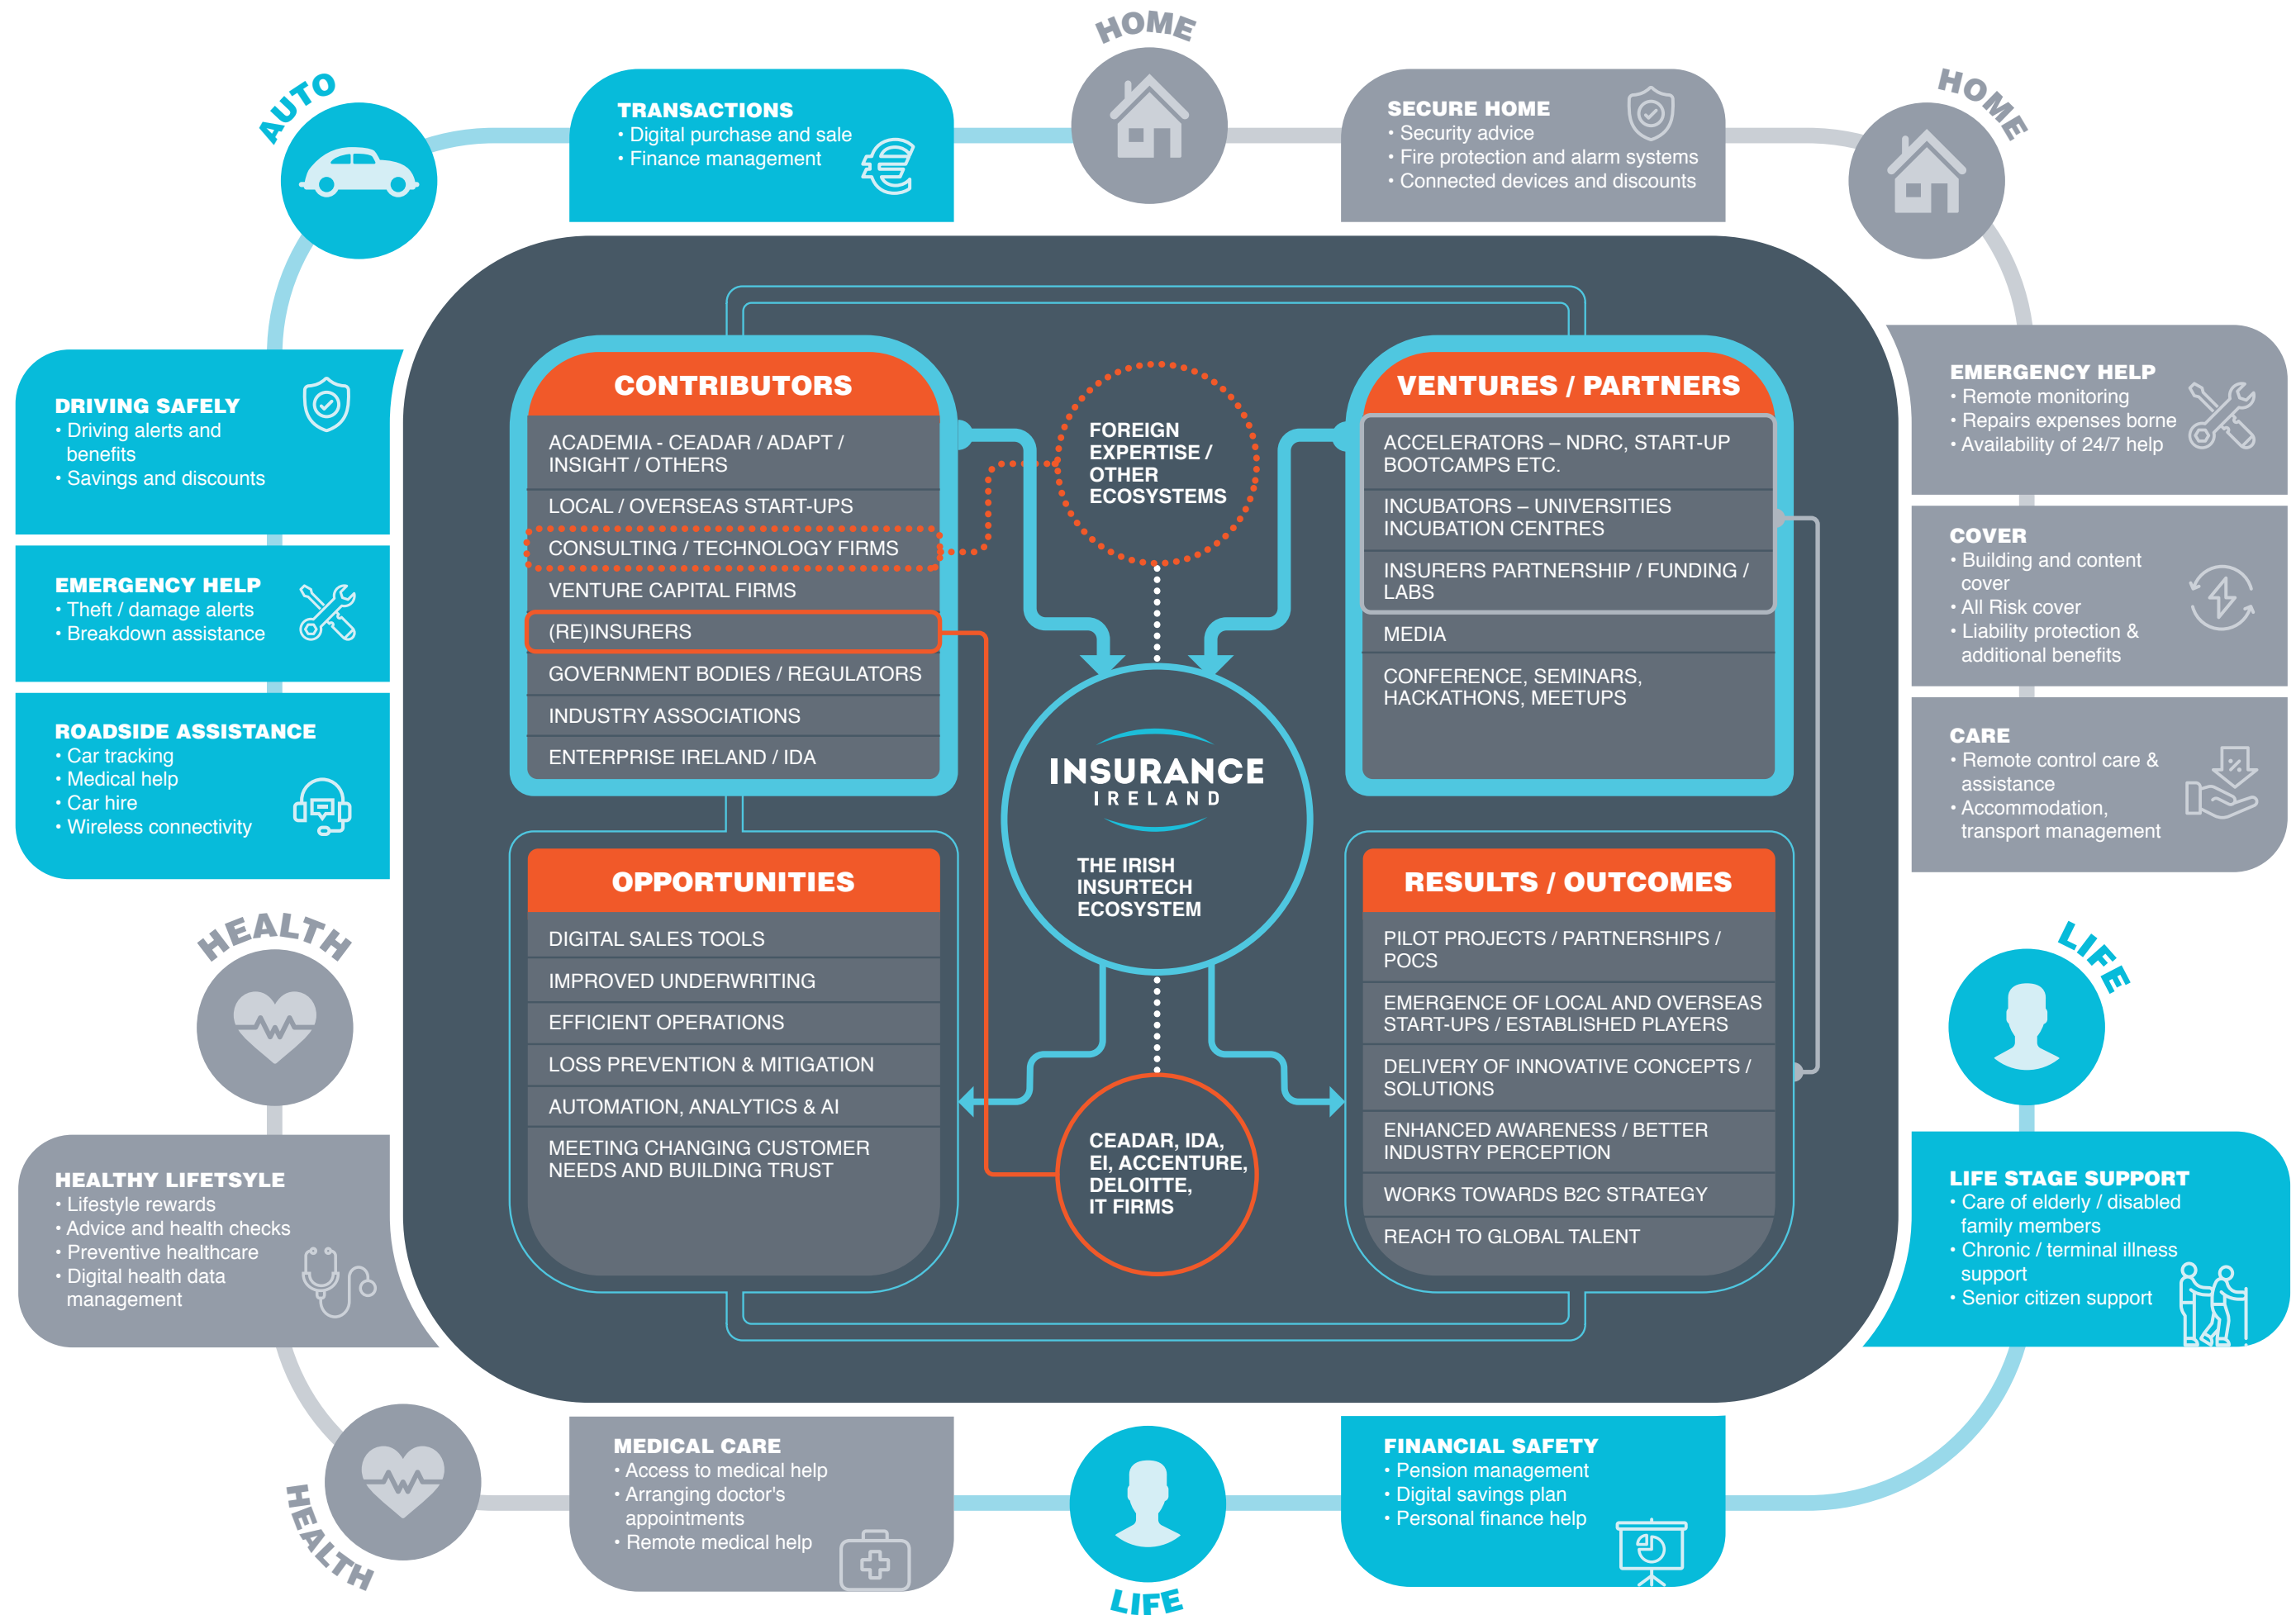 HOME
AUTO
HOME
TRANSACTIONS
• Digital purchase and sale
• Finance management
SECURE HOME
• Security advice
• Fire protection and alarm systems
• Connected devices and discounts
DRIVING SAFELY
• Driving alerts and
benefits
• Savings and discounts
EMERGENCY HELP
• Theft / damage alerts
• Breakdown assistance
ROADSIDE ASSISTANCE
• Car tracking
• Medical help
• Car hire
• Wireless connectivity
CONTRIBUTORS
ACADEMIA - CEADAR / ADAPT /
INSIGHT / OTHERS
LOCAL / OVERSEAS START-UPS
CONSULTING / TECHNOLOGY FIRMS
VENTURE CAPITAL FIRMS
(RE)INSURERS
GOVERNMENT BODIES / REGULATORS
INDUSTRY ASSOCIATIONS
ENTERPRISE IRELAND / IDA
FOREIGN
EXPERTISE /
OTHER
ECOSYSTEMS
VENTURES / PARTNERS
ACCELERATORS – NDRC, START-UP
BOOTCAMPS ETC.
INCUBATORS – UNIVERSITIES
INCUBATION CENTRES
INSURERS PARTNERSHIP / FUNDING /
LABS
MEDIA
CONFERENCE, SEMINARS,
HACKATHONS, MEETUPS
EMERGENCY HELP
• Remote monitoring
• Repairs expenses borne
• Availability of 24/7 help
COVER
• Building and content
cover
• All Risk cover
• Liability protection &
additional benefits
CARE
• Remote control care &
assistance
• Accommodation,
transport management
%
INSURANCE
IRELAND
THE IRISH
INSURTECH
ECOSYSTEM
OPPORTUNITIES
DIGITAL SALES TOOLS
IMPROVED UNDERWRITING
EFFICIENT OPERATIONS
LOSS PREVENTION & MITIGATION
AUTOMATION, ANALYTICS & AI
MEETING CHANGING CUSTOMER
NEEDS AND BUILDING TRUST
CEADAR, IDA,
EI, ACCENTURE,
DELOITTE,
IT FIRMS
RESULTS / OUTCOMES
PILOT PROJECTS / PARTNERSHIPS /
POCS
EMERGENCE OF LOCAL AND OVERSEAS
START-UPS / ESTABLISHED PLAYERS
DELIVERY OF INNOVATIVE CONCEPTS /
SOLUTIONS
ENHANCED AWARENESS / BETTER
INDUSTRY PERCEPTION
WORKS TOWARDS B2C STRATEGY
REACH TO GLOBAL TALENT
HEALTH
HEALTHY LIFETSYLE
• Lifestyle rewards
• Advice and health checks
• Preventive healthcare
• Digital health data
management
LIFE
LIFE STAGE SUPPORT
• Care of elderly / disabled
family members
• Chronic / terminal illness
support
• Senior citizen support
HEALTH
MEDICAL CARE
• Access to medical help
• Arranging doctor's
appointments
• Remote medical help
LIFE
FINANCIAL SAFETY
• Pension management
• Digital savings plan
• Personal finance help